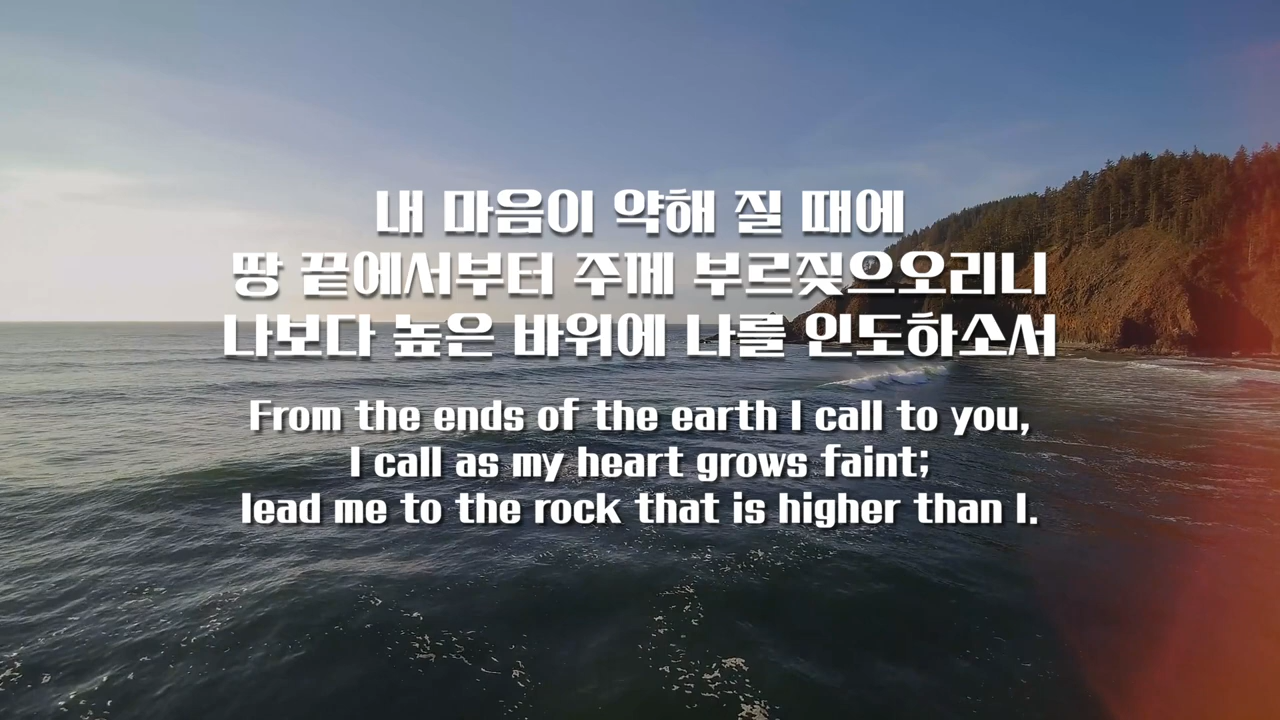 내 마음이 약해 질 때에
땅 끝에서부터 주께 부르짖으오리니
나보다 높은 바위에 나를 인도하소서
From the ends of the earth I call to you,
I call as my heart grows faint;
lead me to the rock that is higher than I.